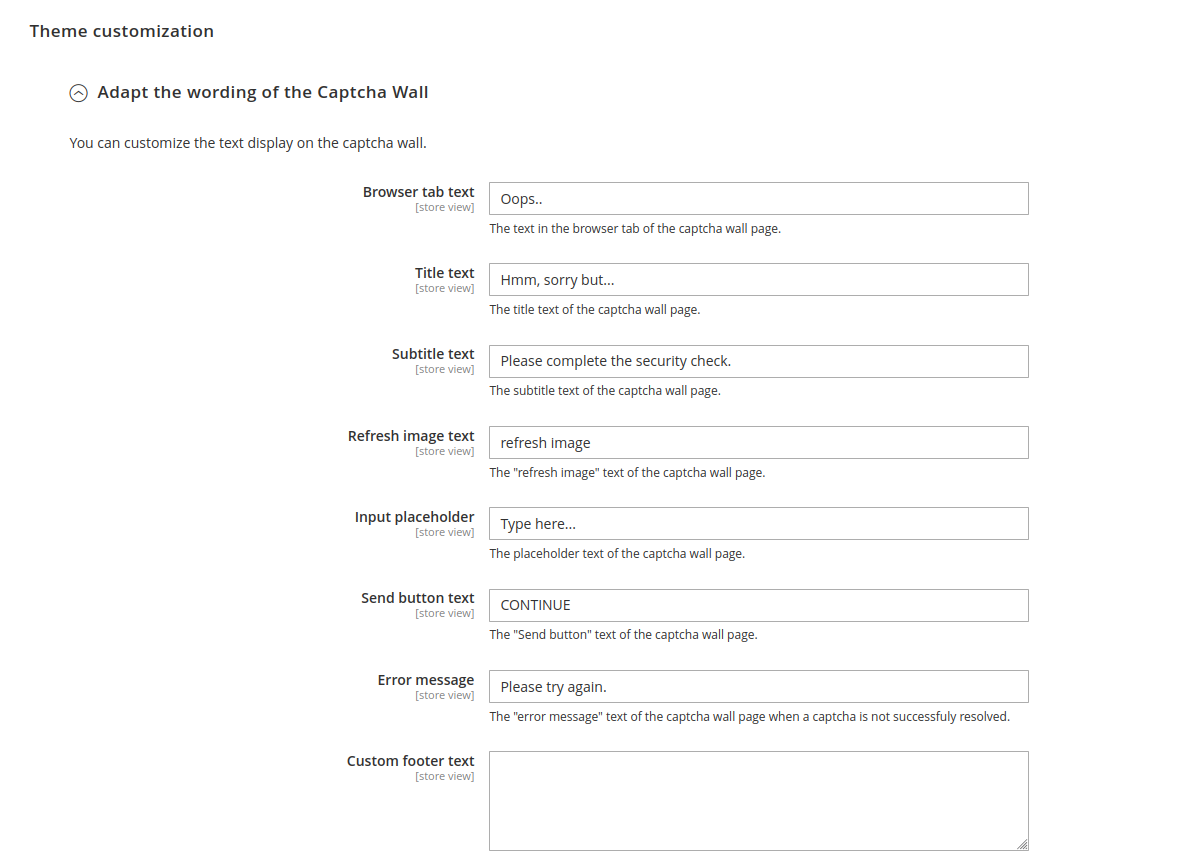 Theme customization
Adapt the wording of the Captcha Wall
You can customize the text display on the captcha wall.
Browser tab text
[store view]
Oops..
The text in the browser tab of the captcha wall page.
Title text
[store view]
Hmm, sorry but...
The title text of the captcha wall page.
Subtitle text
[store view]
Please complete the security check.
The subtitle text of the captcha wall page.
Refresh image text
[store view]
refresh image
The "refresh image" text of the captcha wall page.
Input placeholder
[store view]
Type here...
The placeholder text of the captcha wall page.
Send button text
[store view]
CONTINUE
The "Send button" text of the captcha wall page.
Error message
[store view]
Please try again.
The "error message" text of the captcha wall page when a captcha is not successfuly resolved.
Custom footer text
[store view]